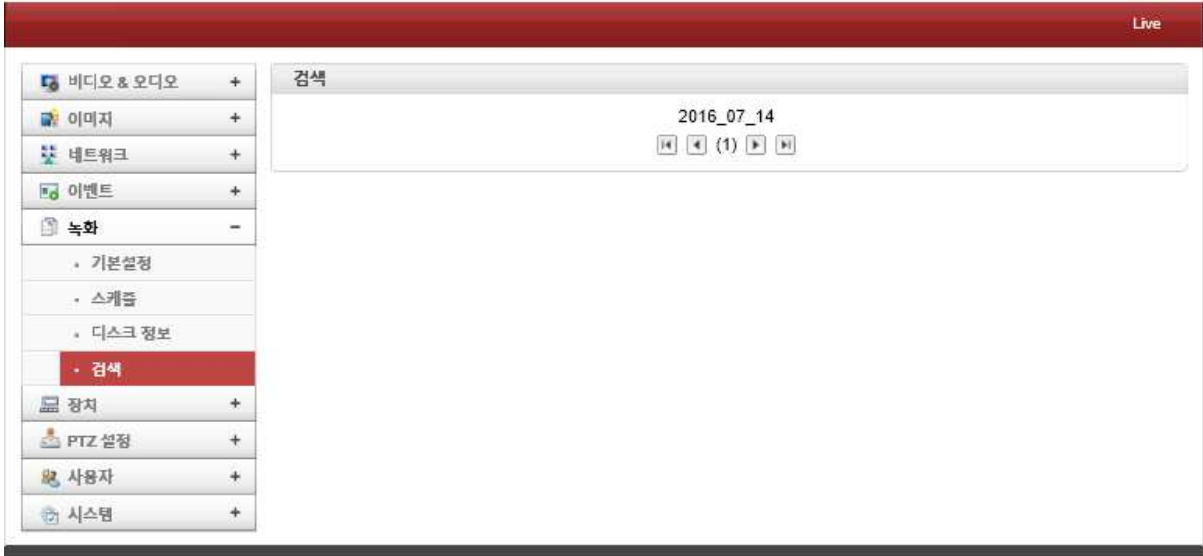 Live
비디오 & 오디오 +
이미지 +
네트워크 +
이벤트 +
녹화 -
• 기본설정
• 스케줄
• 디스크 정보
• 검색
장치 +
PTZ 설정 +
사용자 +
시스템 +
검색
2016_07_14
(1)